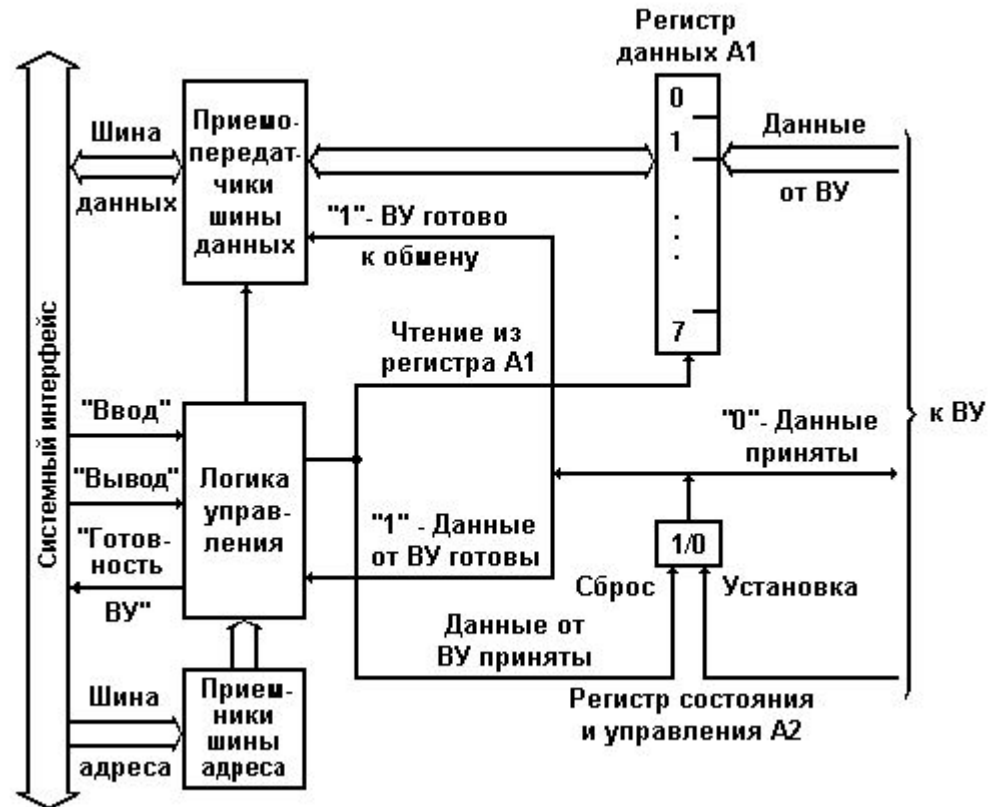 Регистр
данных А1
0
1
7
Приемо-
передат-
чики
шины
данных
Шина
данных
Данные
от ВУ
"1"- ВУ готово
к обмену
Чтение из
регистра А1
Системный интерфейс
"Ввод"
"Вывод"
"Готов-
ность
ВУ"
Логика
управ-
ления
"0"- Данные
приняты
к ВУ
"1" - Данные
от ВУ готовы
1/0
Сброс
Установка
Данные от
ВУ приняты
Регистр состояния
и управления А2
Шина
адреса
Прием-
ники
шины
адреса